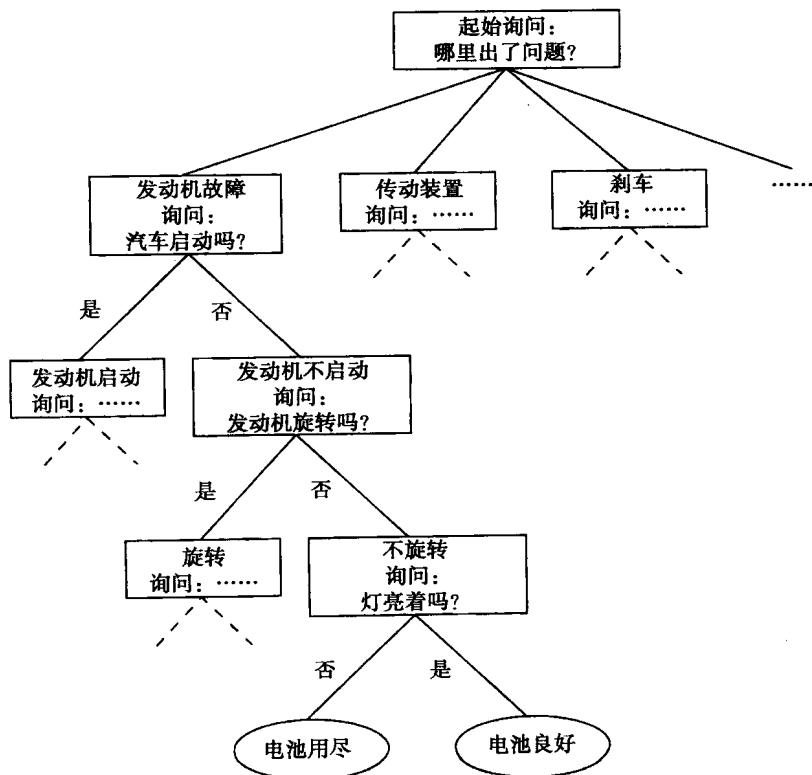 起始询问：
哪里出了问题？
发动机故障
询问：
汽车启动吗？
传动装置
询问：……
刹车
询问：……
……
是
否
发动机启动
询问：……
发动机不启动
询问：
发动机旋转吗？
是
否
旋转
询问：……
不旋转
询问：
灯亮着吗？
否
是
电池用尽
电池良好